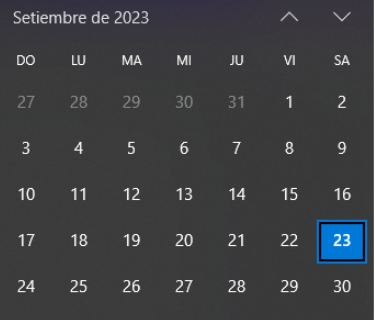 Setiembre de 2023
DO LU MA MI JU VI SA
27 28 29 30 31 1 2
3 4 5 6 7 8 9
10 11 12 13 14 15 16
17 18 19 20 21 22 23
24 25 26 27 28 29 30